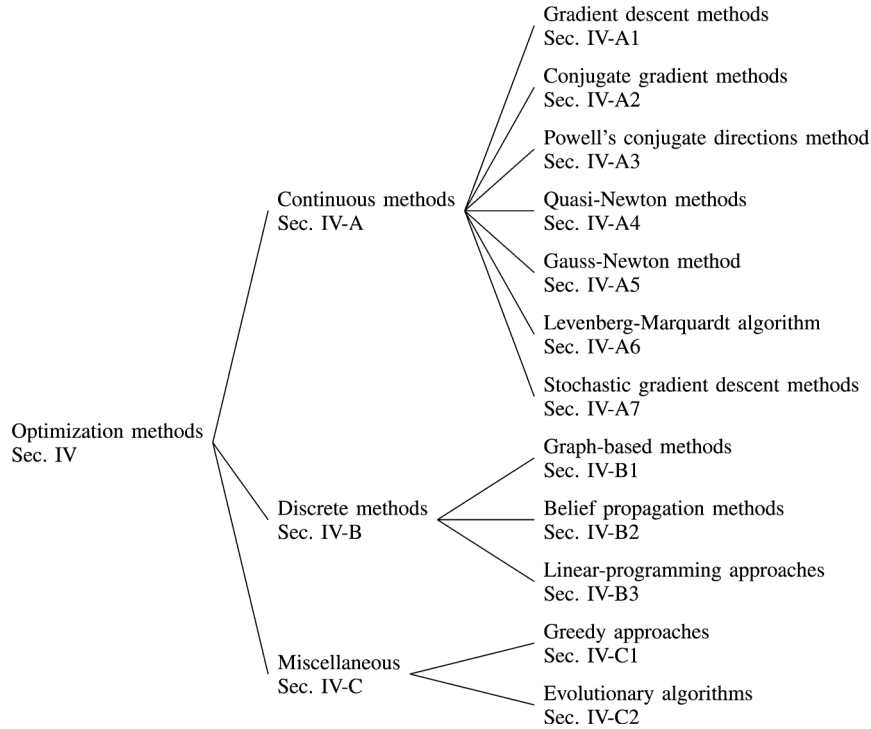 Optimization methods
Sec. IV
Continuous methods
Sec. IV-A
Gradient descent methods
Sec. IV-A1
Conjugate gradient methods
Sec. IV-A2
Powell's conjugate directions method
Sec. IV-A3
Quasi-Newton methods
Sec. IV-A4
Gauss-Newton method
Sec. IV-A5
Levenberg-Marquardt algorithm
Sec. IV-A6
Stochastic gradient descent methods
Sec. IV-A7
Discrete methods
Sec. IV-B
Graph-based methods
Sec. IV-B1
Belief propagation methods
Sec. IV-B2
Linear-programming approaches
Sec. IV-B3
Miscellaneous
Sec. IV-C
Greedy approaches
Sec. IV-C1
Evolutionary algorithms
Sec. IV-C2